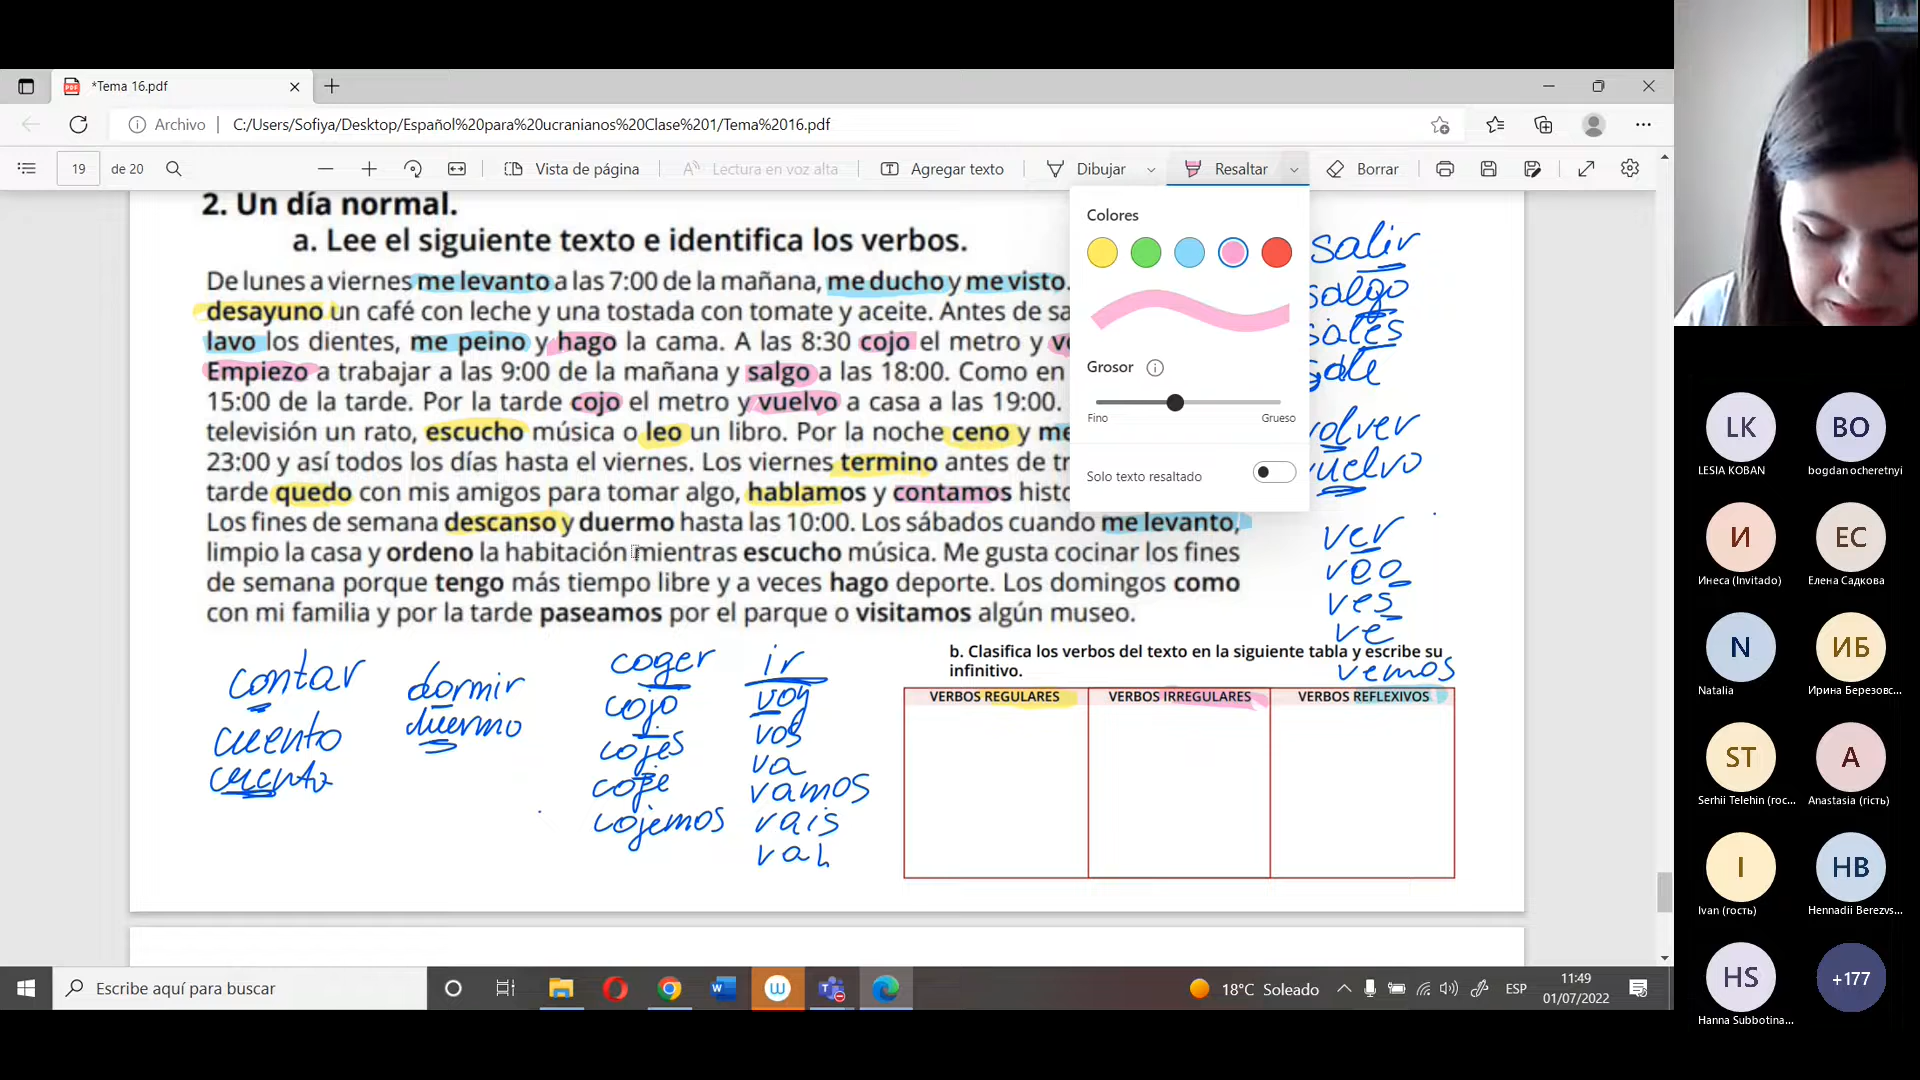 *Tema 16.pdf
Archivo
C:/Users/Sofiya/Desktop/Español%20para%20ucranianos%20Clase%201/Tema%2016.pdf
19
de 20
Vista de página
Lectura en voz alta
Agregar texto
Dibujar
Resaltar
Borrar
2. Un día normal.
a. Lee el siguiente texto e identifica los verbos.
De lunes a viernes me levanto a las 7:00 de la mañana, me ducho y me visto.
desayuno un café con leche y una tostada con tomate y aceite. Antes de sa
lavo los dientes, me peino y hago la cama. A las 8:30 cojo el metro y v
Empiezo a trabajar a las 9:00 de la mañana y salgo a las 18:00. Como en
15:00 de la tarde. Por la tarde cojo el metro y vuelvo a casa a las 19:00.
televisión un rato, escucho música o leo un libro. Por la noche ceno y me
23:00 y así todos los días hasta el viernes. Los viernes termino antes de tr
tarde quedo con mis amigos para tomar algo, hablamos y contamos histo
Los fines de semana descanso y duermo hasta las 10:00. Los sábados cuando me levanto,
limpio la casa y ordeno la habitación mientras escucho música. Me gusta cocinar los fines
de semana porque tengo más tiempo libre y a veces hago deporte. Los domingos como
con mi familia y por la tarde paseamos por el parque o visitamos algún museo.
Colores
Grosor
Fino
Grueso
Solo texto resaltado
salir
salgo
sales
volver
vuelvo
ver
veo
ves
ve
vemos
contar
cuento
dormir
duermo
coger
cojo
cojes
coje
cojemos
ir
voy
va
vamos
vais
b. Clasifica los verbos del texto en la siguiente tabla y escribe su
infinitivo.
VERBOS REGULARES
VERBOS IRREGULARES
VERBOS REFLEXIVOS
LK
LESIA KOBAN
BO
bogdan ocheretnyi
И
Инеса (Invitado)
ЕС
Елена Садкова
N
Natalia
ИБ
Ирина Березовс...
ST
Serhii Telehin (гос...
A
Anastasia (гість)
I
Ivan (гость)
HB
Hennadii Berezvs...
HS
Hanna Subbotina...
+177
Escribe aquí para buscar
18°C Soleado
ESP
11:49
01/07/2022